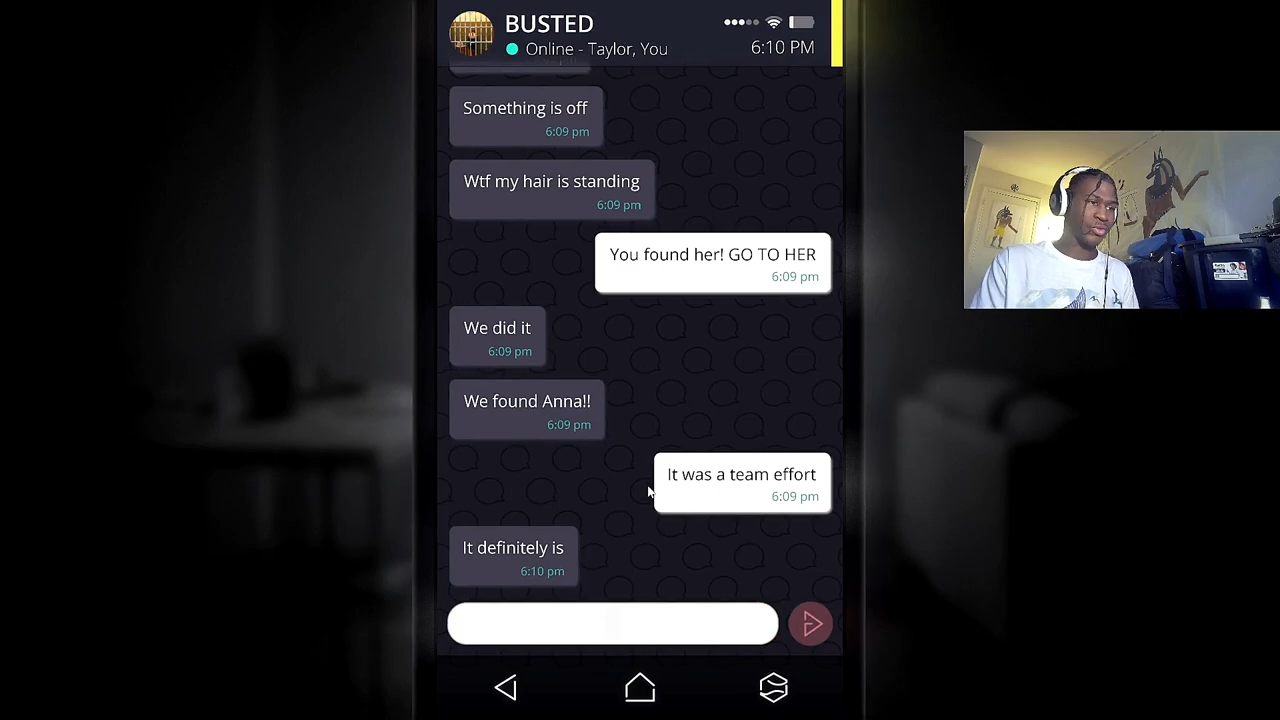 BUSTED
Online - Taylor, You
6:10 PM
Something is off
6:09 pm
Wtf my hair is standing
6:09 pm
You found her! GO TO HER
6:09 pm
We did it
6:09 pm
We found Anna!!
6:09 pm
It was a team effort
6:09 pm
It definitely is
6:10 pm